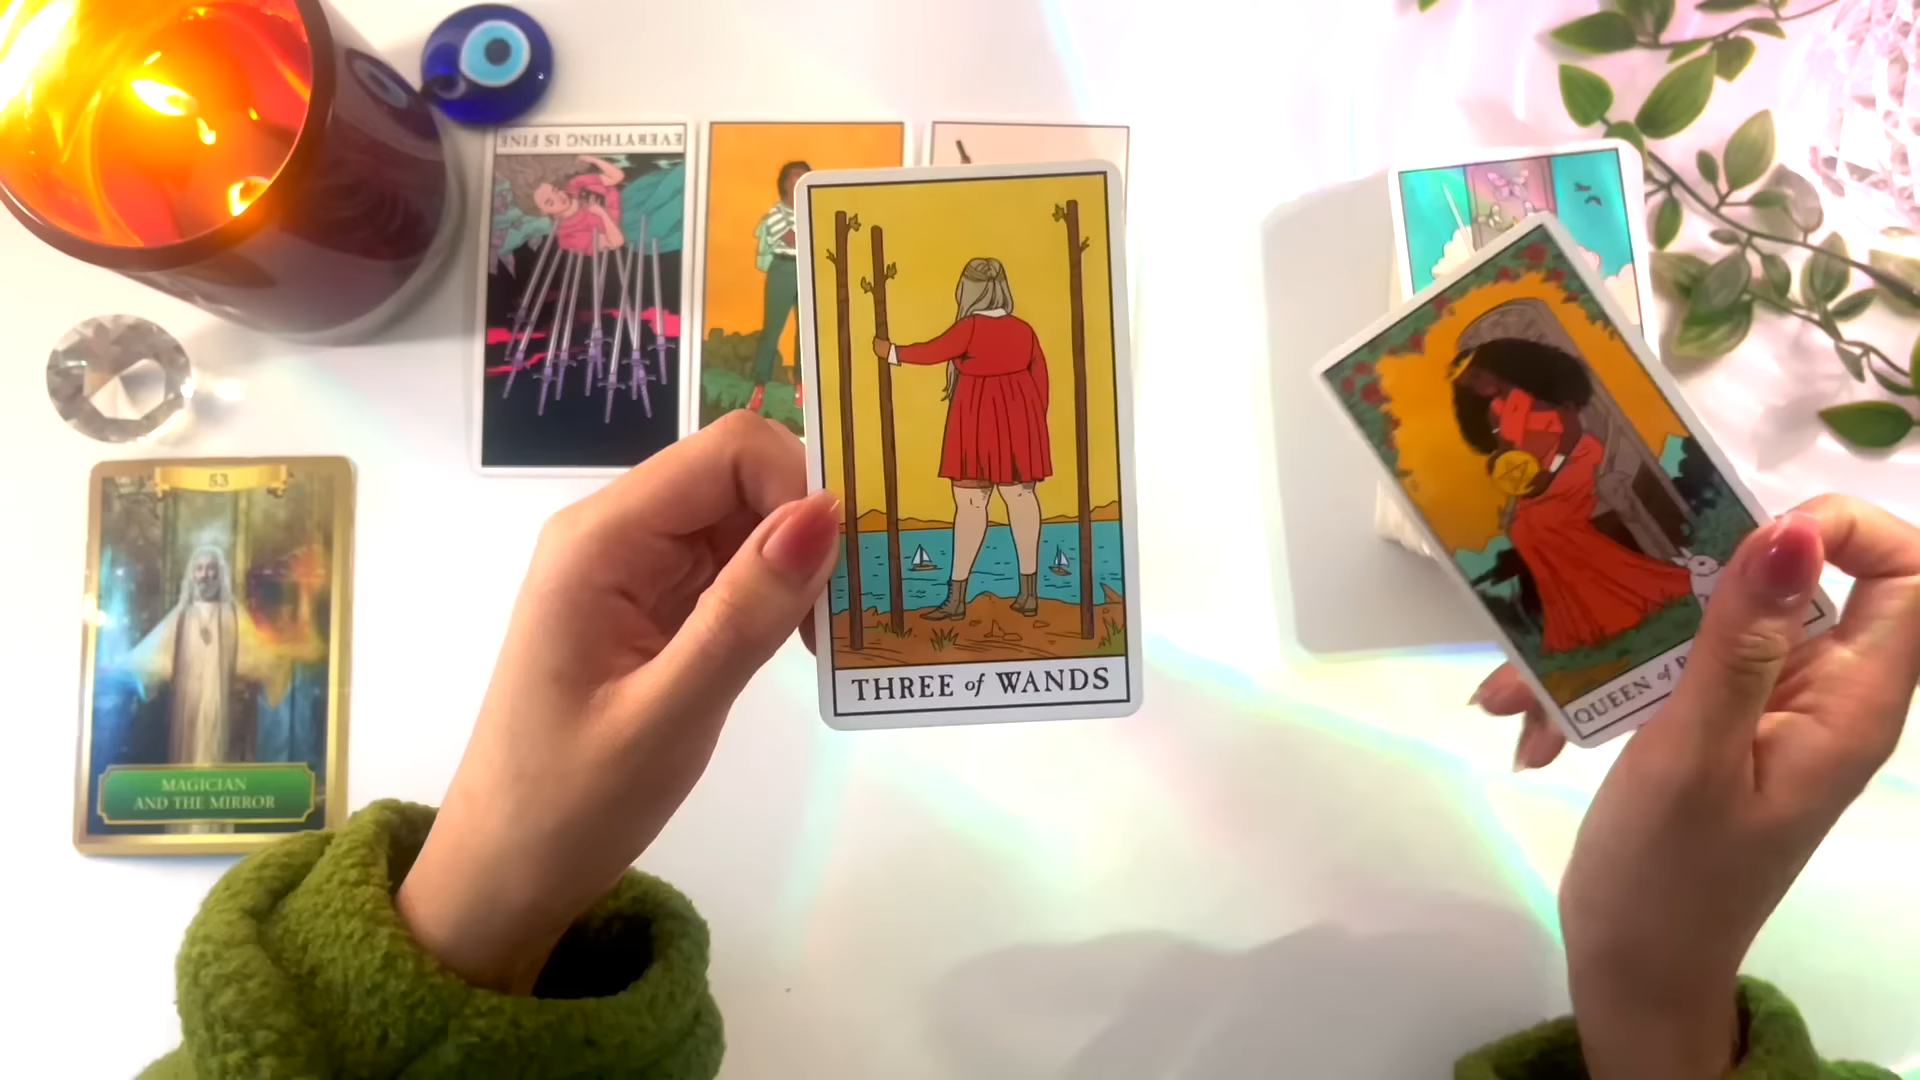 EVERYTHING IS FINE
THREE of WANDS
QUEEN of
53
MAGICIAN
AND THE MIRROR